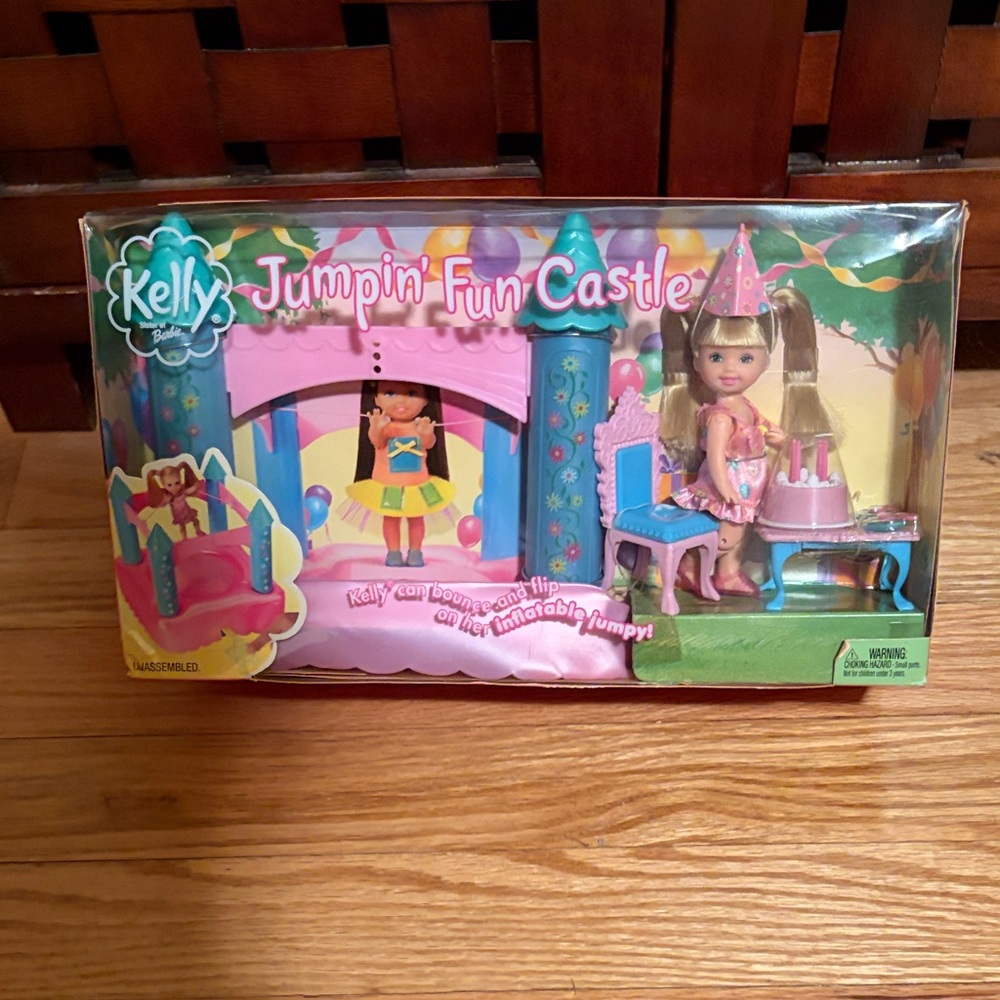 Kelly®
Sister of
Barbie®
Jumpin' Fun Castle
Kelly® can bounce and flip
on her inflatable jumpy!
UNASSEMBLED.
WARNING:
CHOKING HAZARD - Small parts.
Not for children under 3 years.